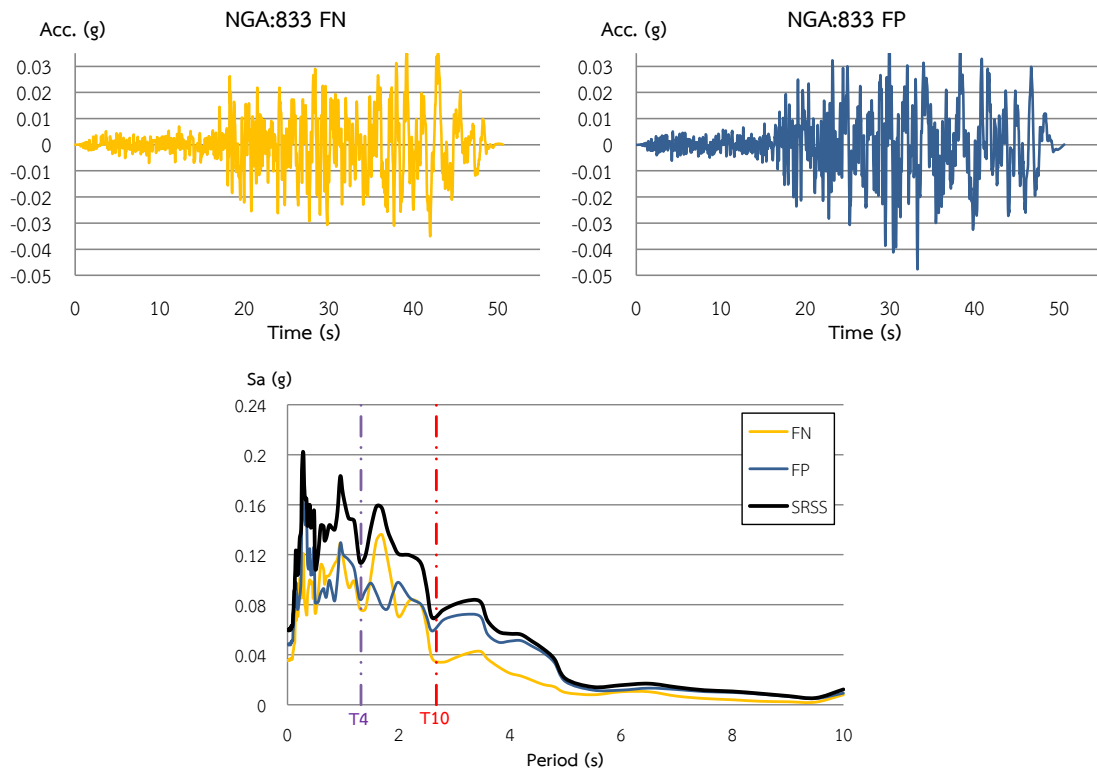 NGA:833 FN
Acc. (g)
0.03
0.02
0.01
0
-0.01
-0.02
-0.03
-0.04
-0.05
0 10 20 30 40 50
Time (s)
NGA:833 FP
Acc. (g)
0.03
0.02
0.01
0
-0.01
-0.02
-0.03
-0.04
-0.05
0 10 20 30 40 50
Time (s)
Sa (g)
0.24
0.2
0.16
0.12
0.08
0.04
0
FN
FP
SRSS
T4 T10
0 2 4 6 8 10
Period (s)